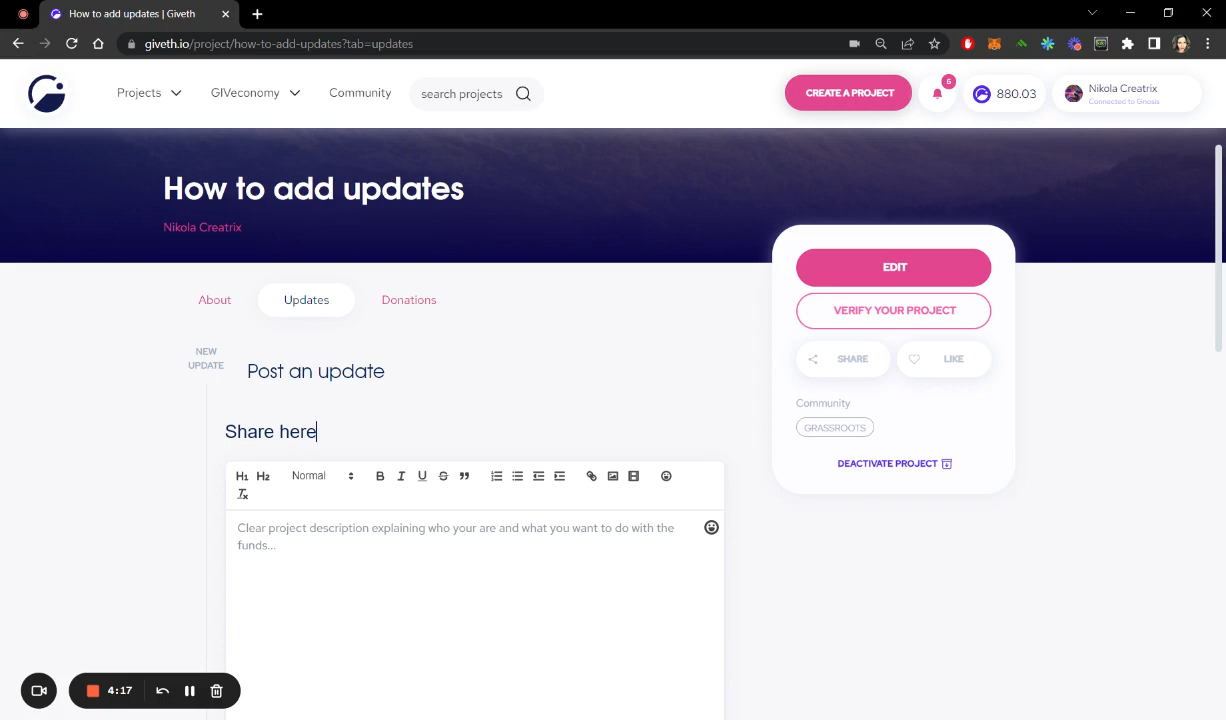 How to add updates | Giveth
giveth.io/project/how-to-add-updates?tab=updates
Projects
GIVeconomy
Community
search projects
CREATE A PROJECT
6
880.03
Nikola Creatrix
Connected to Gnosis
How to add updates
Nikola Creatrix
About
Updates
Donations
EDIT
VERIFY YOUR PROJECT
SHARE
LIKE
Community
GRASSROOTS
DEACTIVATE PROJECT
NEW
UPDATE
Post an update
Share here
H1 H2 Normal B I U S
Clear project description explaining who your are and what you want to do with the
funds...
4:17